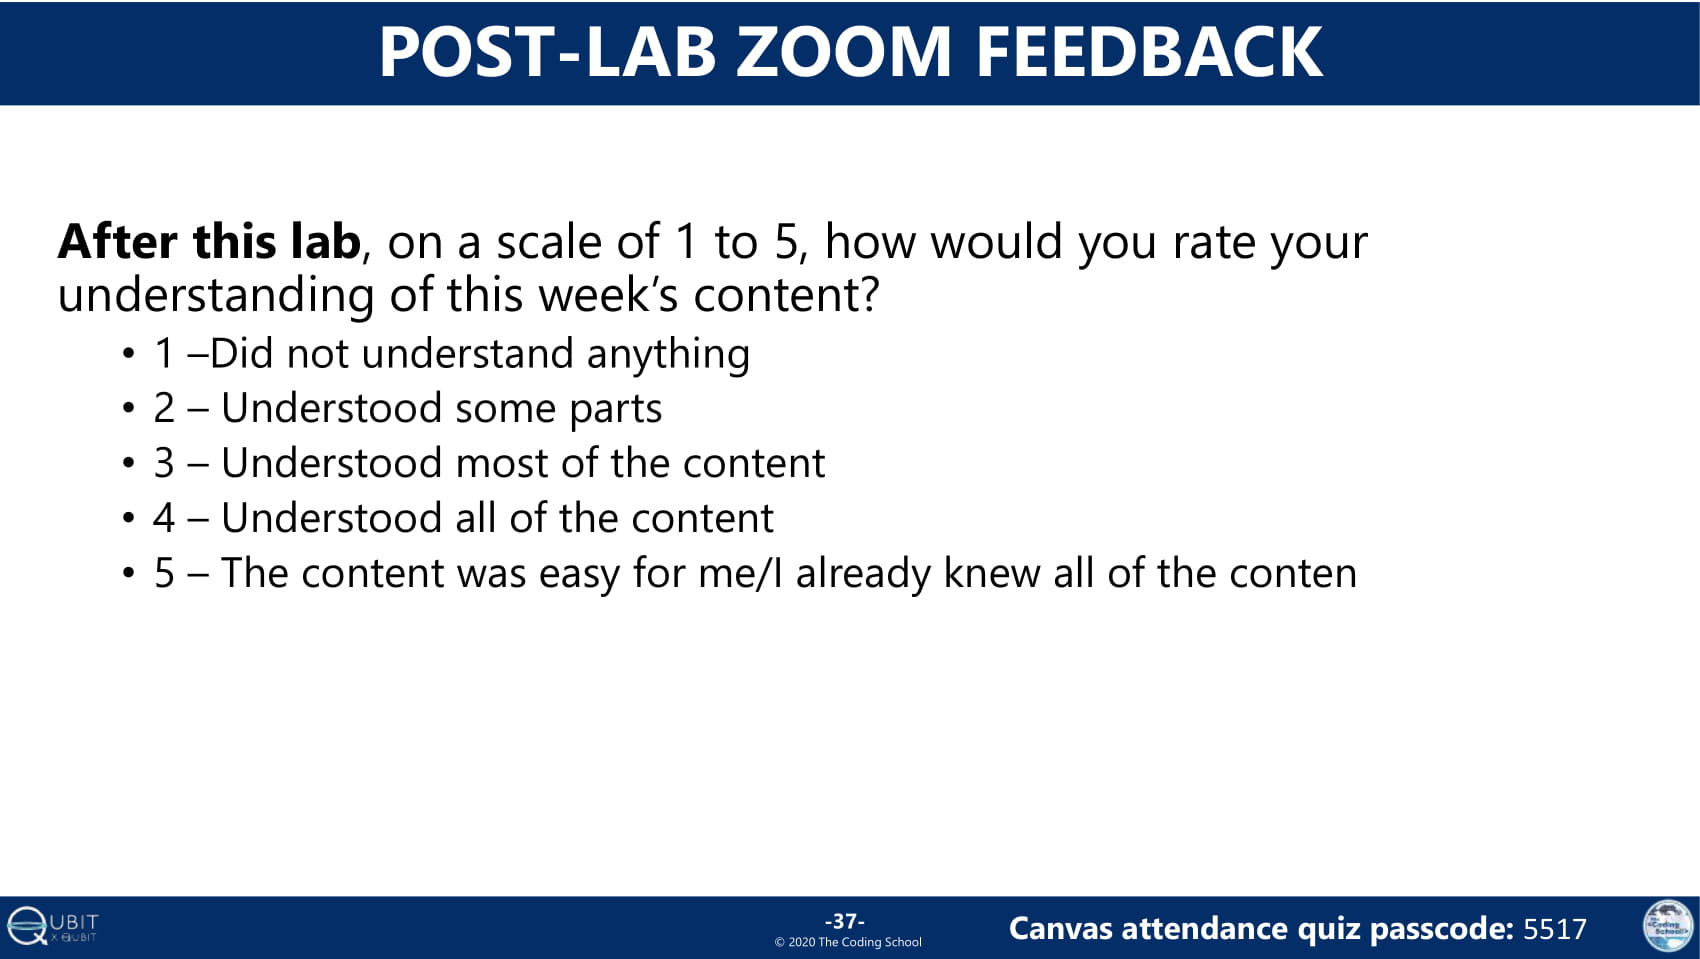 POST-LAB ZOOM FEEDBACK
After this lab, on a scale of 1 to 5, how would you rate your
understanding of this week’s content?
• 1 –Did not understand anything
• 2 – Understood some parts
• 3 – Understood most of the content
• 4 – Understood all of the content
• 5 – The content was easy for me/I already knew all of the conten
QUBIT
X QUBIT
-37-
© 2020 The Coding School
Canvas attendance quiz passcode: 5517
The
Coding
School